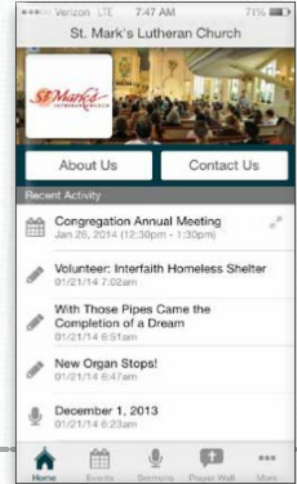 Verizon LTE 7:47 AM 71%
St. Mark's Lutheran Church
St. Mark's
LUTHERAN CHURCH
About Us Contact Us
Recent Activity
Congregation Annual Meeting
Jan 26, 2014 (12:30pm - 1:30pm)
Volunteer: Interfaith Homeless Shelter
01/21/14 7:02am
With Those Pipes Came the
Completion of a Dream
01/21/14 6:51am
New Organ Stops!
01/21/14 6:47am
December 1, 2013
01/21/14 6:23am
Home Events Sermons Prayer Wall More